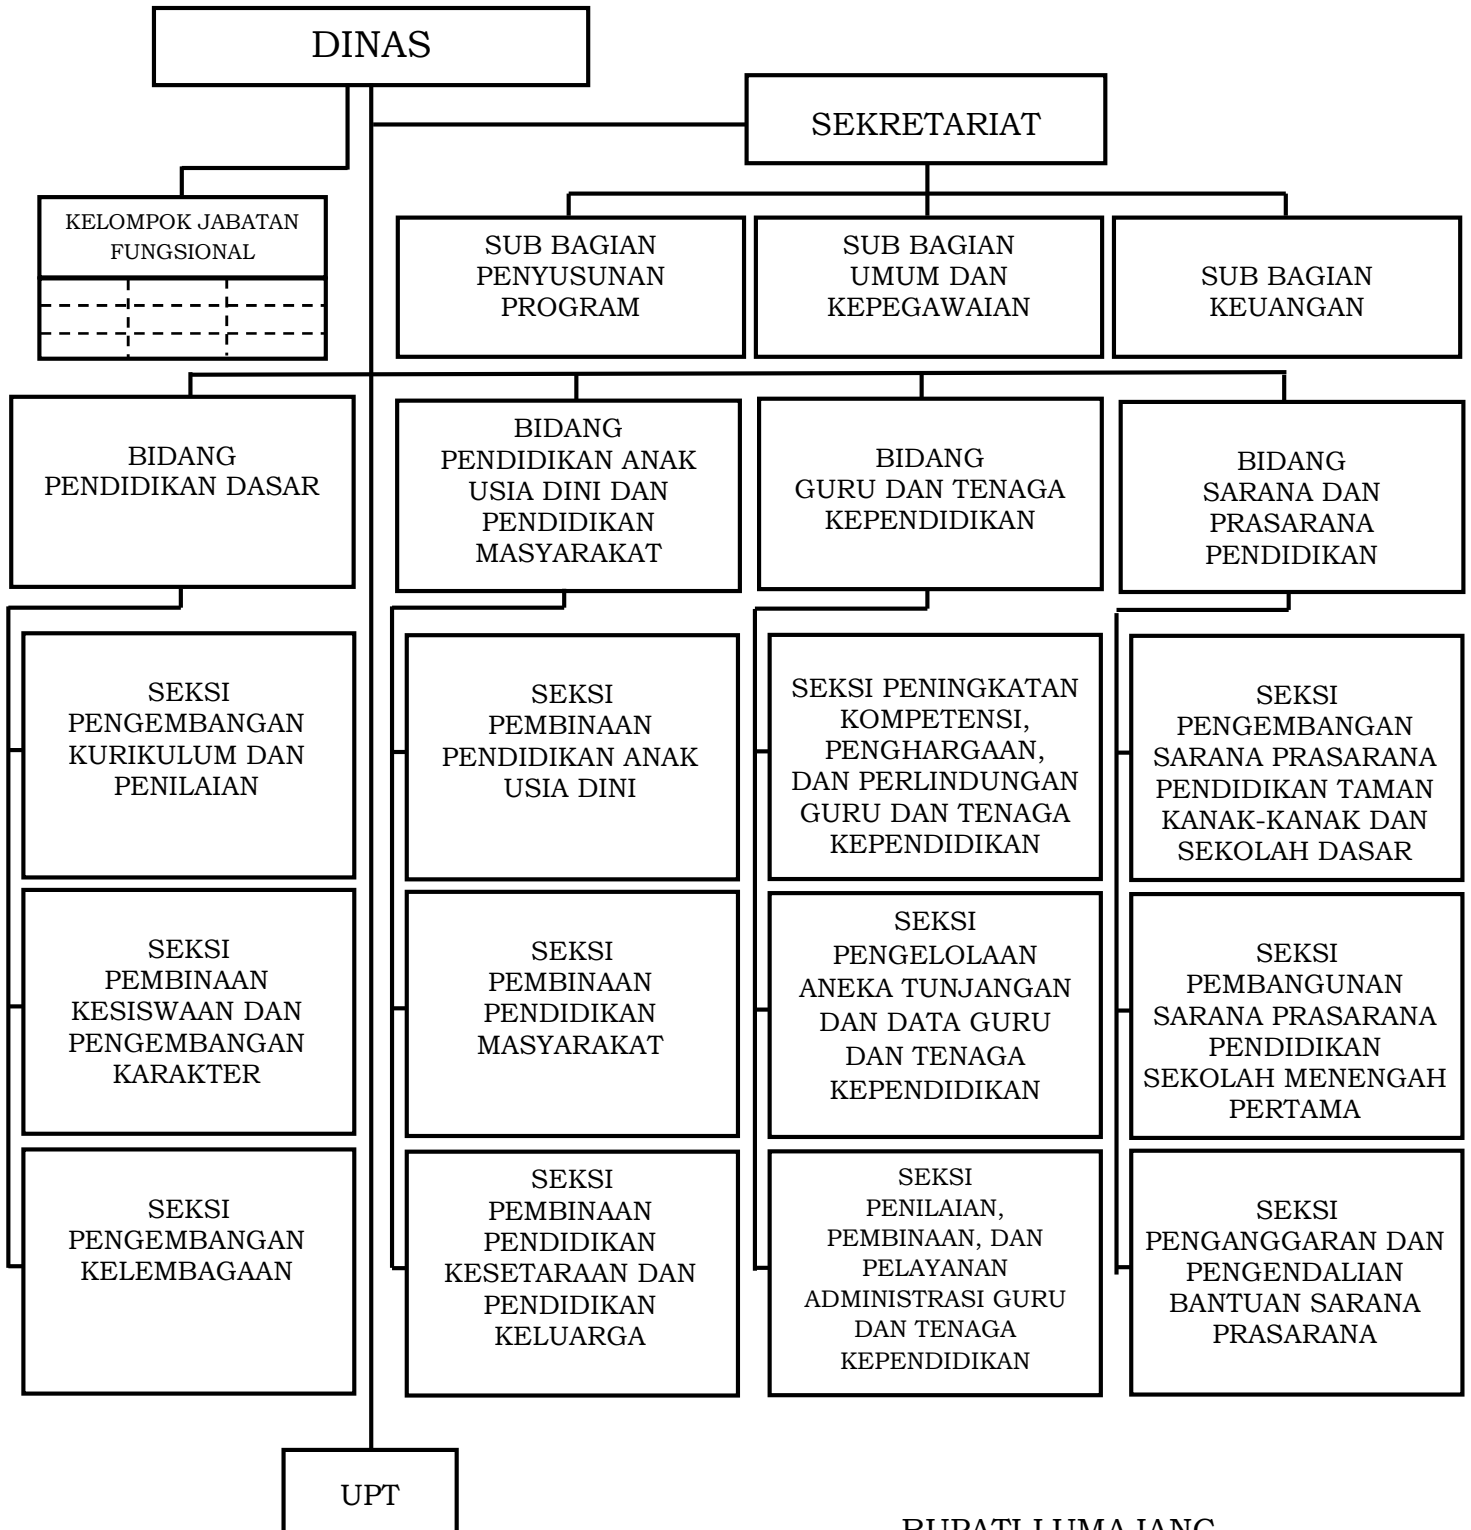 DINAS
SEKRETARIAT
KELOMPOK JABATAN
FUNGSIONAL
SUB BAGIAN
PENYUSUNAN
PROGRAM
SUB BAGIAN
UMUM DAN
KEPEGAWAIAN
SUB BAGIAN
KEUANGAN
BIDANG
PENDIDIKAN DASAR
BIDANG
PENDIDIKAN ANAK
USIA DINI DAN
PENDIDIKAN
MASYARAKAT
BIDANG
GURU DAN TENAGA
KEPENDIDIKAN
BIDANG
SARANA DAN
PRASARANA
PENDIDIKAN
SEKSI
PENGEMBANGAN
KURIKULUM DAN
PENILAIAN
SEKSI
PEMBINAAN
PENDIDIKAN ANAK
USIA DINI
SEKSI PENINGKATAN
KOMPETENSI,
PENGHARGAAN,
DAN PERLINDUNGAN
GURU DAN TENAGA
KEPENDIDIKAN
SEKSI
PENGEMBANGAN
SARANA PRASARANA
PENDIDIKAN TAMAN
KANAK-KANAK DAN
SEKOLAH DASAR
SEKSI
PEMBINAAN
KESISWAAN DAN
PENGEMBANGAN
KARAKTER
SEKSI
PEMBINAAN
PENDIDIKAN
MASYARAKAT
SEKSI
PENGELOLAAN
ANEKA TUNJANGAN
DAN DATA GURU
DAN TENAGA
KEPENDIDIKAN
SEKSI
PEMBANGUNAN
SARANA PRASARANA
PENDIDIKAN
SEKOLAH MENENGAH
PERTAMA
SEKSI
PENGEMBANGAN
KELEMBAGAAN
SEKSI
PEMBINAAN
PENDIDIKAN
KESETARAAN DAN
PENDIDIKAN
KELUARGA
SEKSI
PENILAIAN,
PEMBINAAN, DAN
PELAYANAN
ADMINISTRASI GURU
DAN TENAGA
KEPENDIDIKAN
SEKSI
PENGANGGARAN DAN
PENGENDALIAN
BANTUAN SARANA
PRASARANA
UPT
BUPATI LUMAJANG